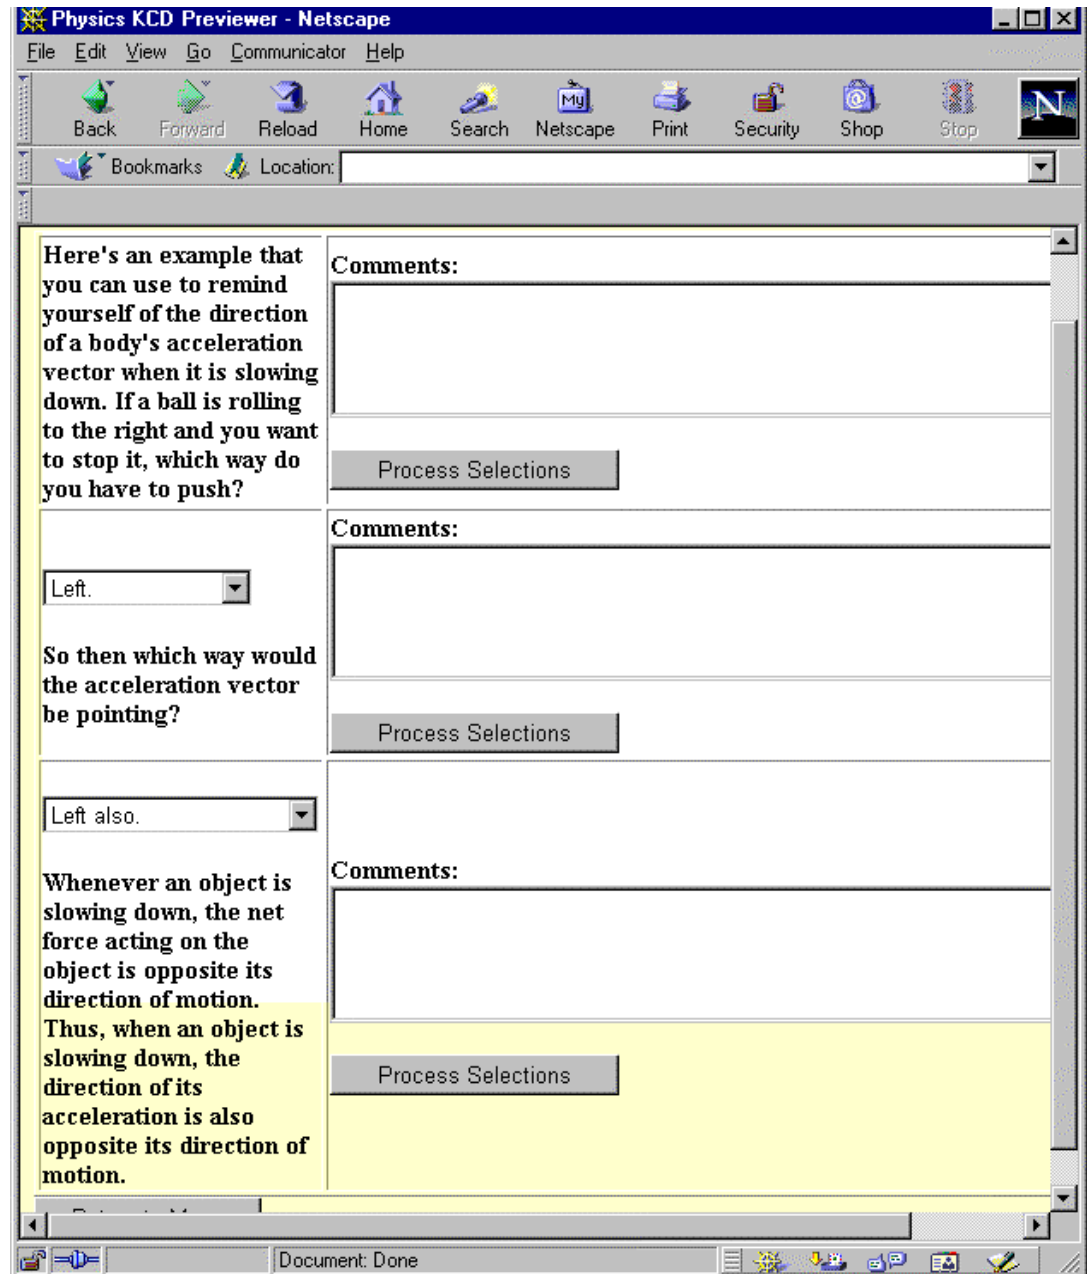 Physics KCD Previewer - Netscape
File Edit View Go Communicator Help
Back Forward Reload Home Search Netscape Print Security Shop Stop
My
N
Bookmarks Location:
Here's an example that
you can use to remind
yourself of the direction
of a body's acceleration
vector when it is slowing
down. If a ball is rolling
to the right and you want
to stop it, which way do
you have to push?
Comments:
Process Selections
Left.
So then which way would
the acceleration vector
be pointing?
Comments:
Process Selections
Left also.
Whenever an object is
slowing down, the net
force acting on the
object is opposite its
direction of motion.
Thus, when an object is
slowing down, the
direction of its
acceleration is also
opposite its direction of
motion.
Comments:
Process Selections
Document: Done